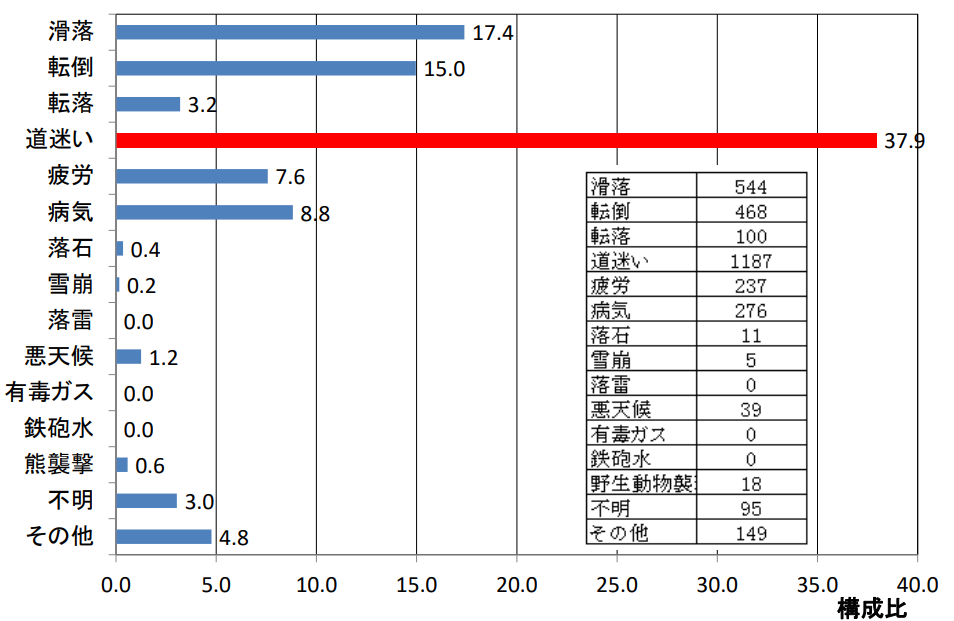 滑落 17.4
転倒 15.0
転落 3.2
道迷い 37.9
疲労 7.6
病気 8.8
落石 0.4
雪崩 0.2
落雷 0.0
悪天候 1.2
有毒ガス 0.0
鉄砲水 0.0
熊襲撃 0.6
不明 3.0
その他 4.8
0.0 5.0 10.0 15.0 20.0 25.0 30.0 35.0 40.0
構成比
滑落 544
転倒 468
転落 100
道迷い 1187
疲労 237
病気 276
落石 11
雪崩 5
落雷 0
悪天候 39
有毒ガス 0
鉄砲水 0
野生動物襲 18
不明 95
その他 149